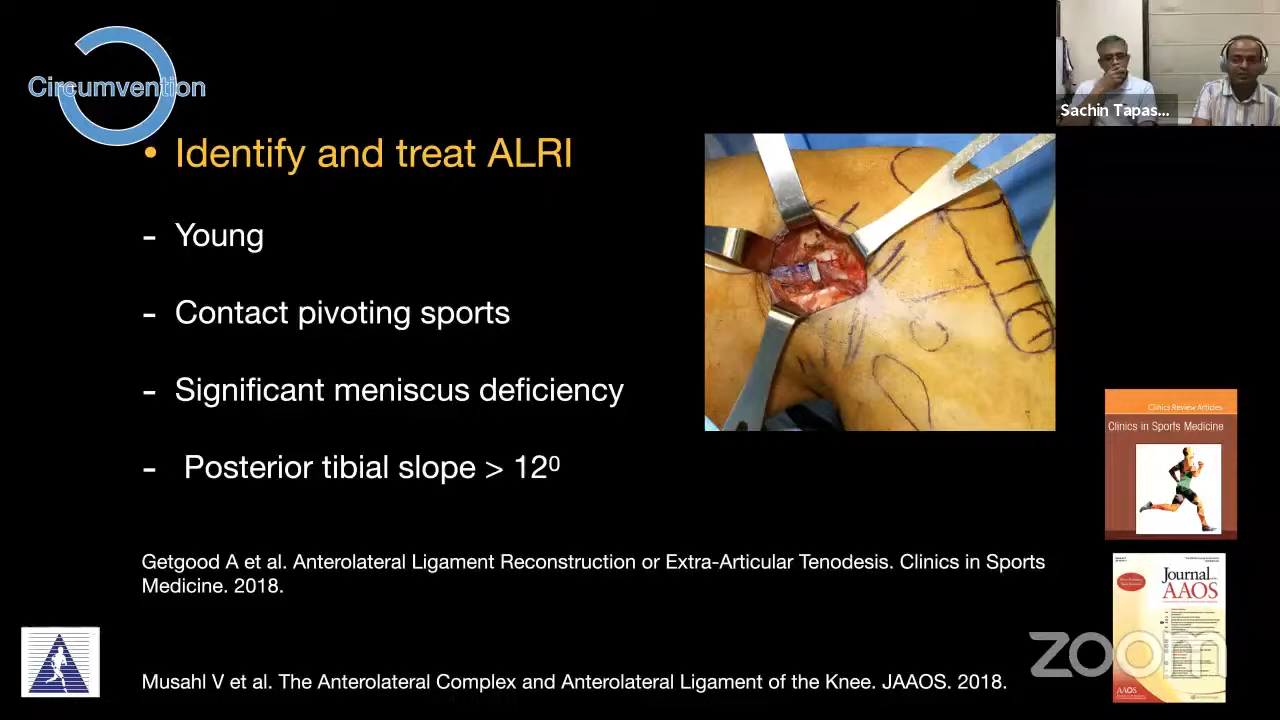 Circumvention
Sachin Tapas...
• Identify and treat ALRI
- Young
- Contact pivoting sports
- Significant meniscus deficiency
- Posterior tibial slope > 12⁰
Clinics Review Articles
Clinics in Sports Medicine
Getgood A et al. Anterolateral Ligament Reconstruction or Extra-Articular Tenodesis. Clinics in Sports
Medicine. 2018.
Journal
AAOS
zoom
AAOS
Musahl V et al. The Anterolateral Complex and Anterolateral Ligament of the Knee. JAAOS. 2018.